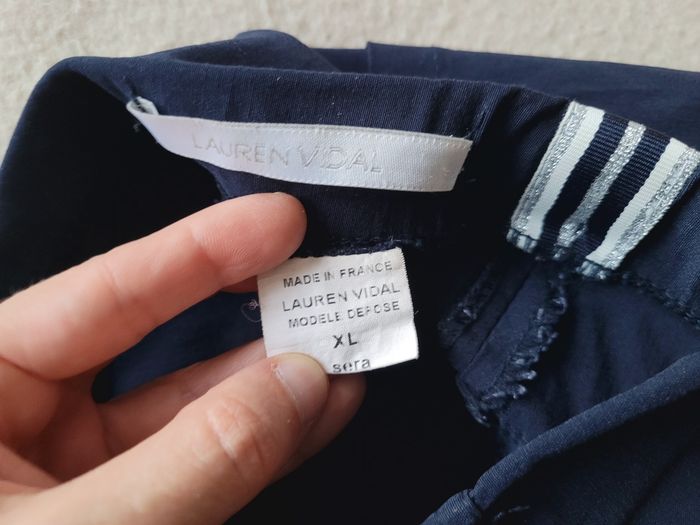 LAUREN VIDAL
MADE IN FRANCE
LAUREN VIDAL
MODELE DEPOSE
XL
sera